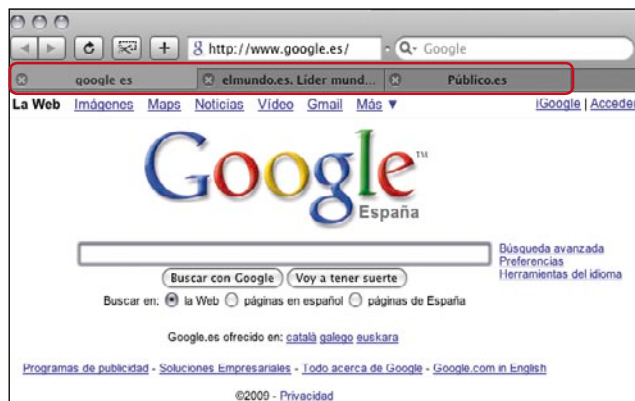 http://www.google.es/ Google
google es elmundo.es. Líder mund... Público.es
La Web Imágenes Maps Noticias Vídeo Gmail Más ▼ iGoogle | Acceder
Google™
España
Búsqueda avanzada
Preferencias
Herramientas del idioma
Buscar con Google Voy a tener suerte
Buscar en: la Web páginas en español páginas de España
Google.es ofrecido en: català galego euskara
Programas de publicidad - Soluciones Empresariales - Todo acerca de Google - Google.com in English
©2009 - Privacidad